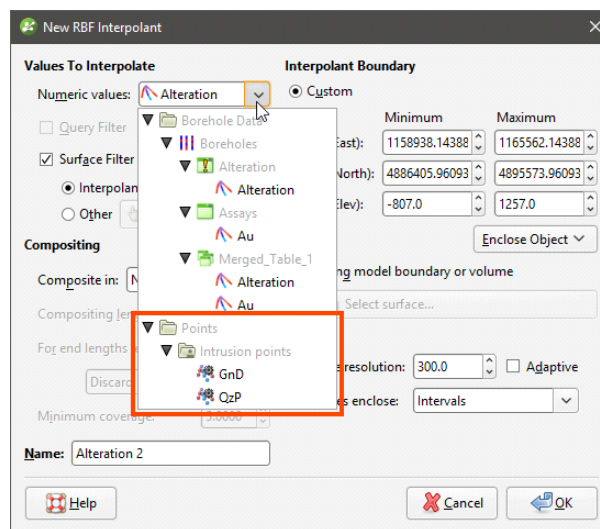 New RBF Interpolant
Values To Interpolate
Numeric values: Alteration
Query Filter
Surface Filter
Interpolan
Other
Compositing
Composite in: N
Compositing len
For end lengths
Discard
Minimum coverage: 5.0000
Name: Alteration 2
Borehole Data
Boreholes
Alteration
Alteration
Assays
Au
Merged_Table_1
Alteration
Au
Points
Intrusion points
GnD
QzP
Interpolant Boundary
Custom
Minimum Maximum
East): 1158938.14388 1165562.14388
North): 4886405.96093 4895573.96093
Elev): -807.0 1257.0
Enclose Object
ng model boundary or volume
Select surface...
resolution: 300.0 Adaptive
es enclose: Intervals
Help
Cancel
OK